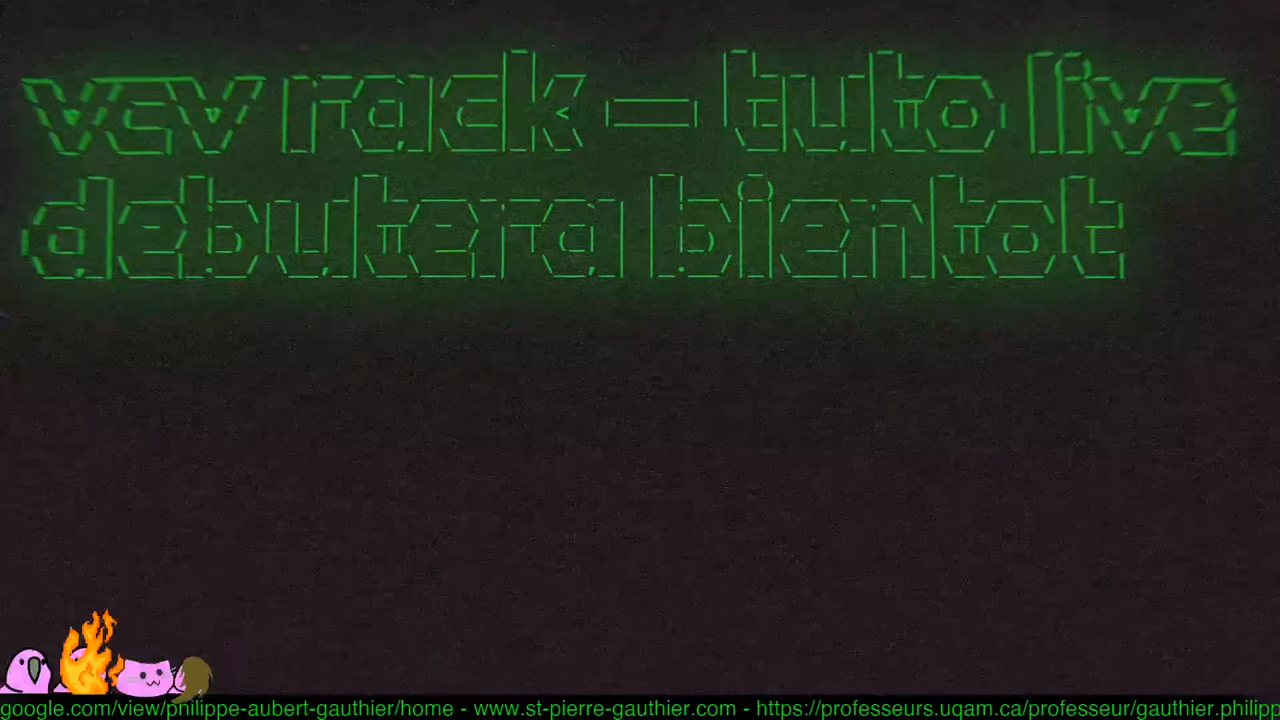 vcv rack - tuto live
debutera bientot
google.com/view/philippe-aubert-gauthier/home - www.st-pierre-gauthier.com - https://professeurs.uqam.ca/professeur/gauthier.philipp